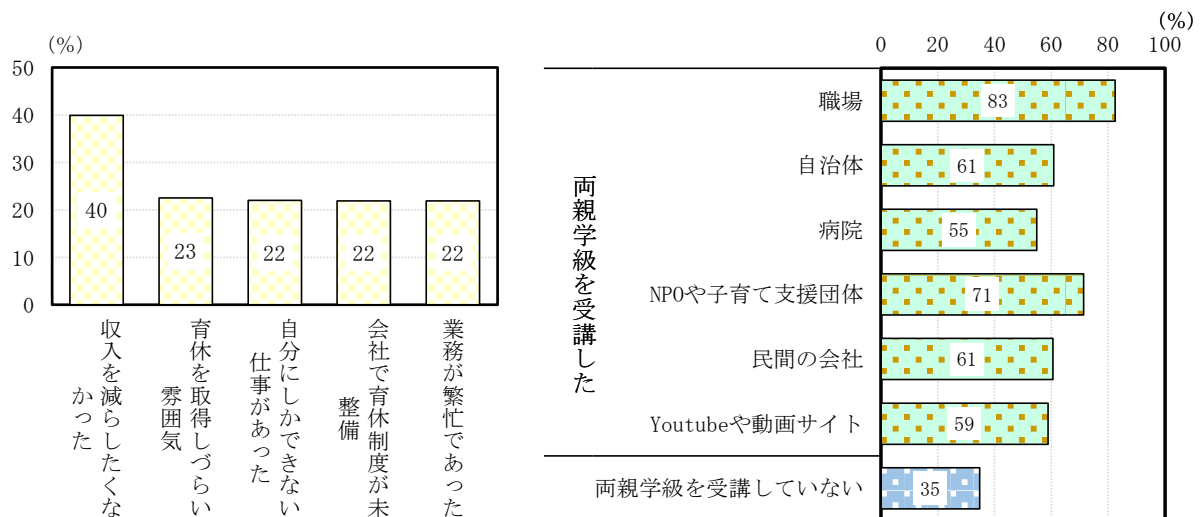 (%)
50
40
30
20
10
0
40
23
22
22
22
収入を減らしたくな
かった
育休を取得しづらい
雰囲気
自分にしかできない
仕事があった
会社で育休制度が未
整備
業務が繁忙であった
(%)
0 20 40 60 80 100
両親学級を受講した
職場 83
自治体 61
病院 55
NPOや子育て支援団体 71
民間の会社 61
Youtubeや動画サイト 59
両親学級を受講していない 35